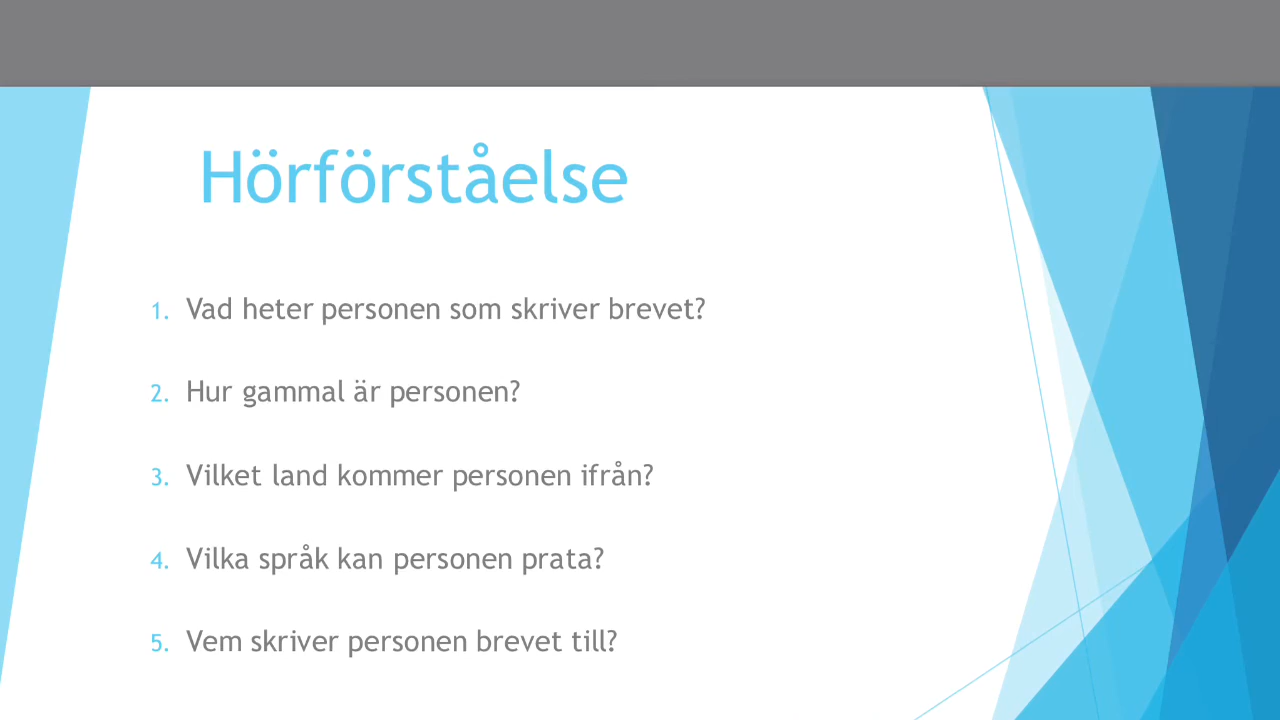 Hörförståelse
1. Vad heter personen som skriver brevet?
2. Hur gammal är personen?
3. Vilket land kommer personen ifrån?
4. Vilka språk kan personen prata?
5. Vem skriver personen brevet till?